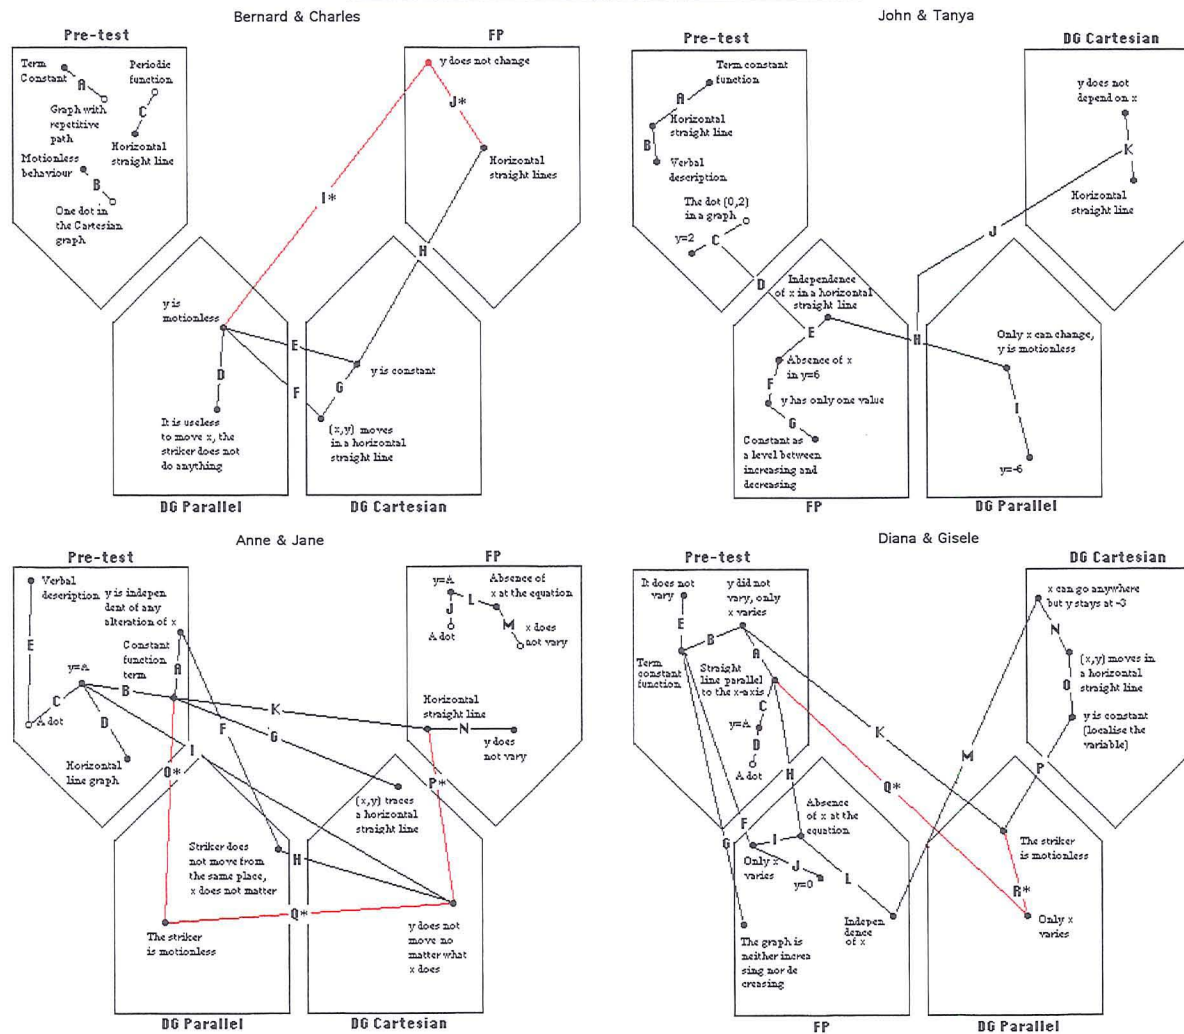 Bernard & Charles
Pre-test
Term
Constant
A
Graph with
repetitive
path
Periodic
function
C
Horizontal
straight line
Motionless
behaviour
B
One dot in
the Cartesian
graph
FP
y does not change
J*
Horizontal
straight lines
I*
H
y is
motionless
E
D
F
It is useless
to move x, the
striker does not
do anything
DG Parallel
y is constant
G
(x,y) moves
in a horizontal
straight line
DG Cartesian
John & Tanya
Pre-test
Term constant
function
A
Horizontal
straight line
B
Verbal
description
The dot (0,2)
in a graph
C
y=2
D
DG Cartesian
y does not
depend on x
K
Horizontal
straight line
J
Independence
of x in a horizontal
straight line
E
H
Absence of x
in y=6
F
y has only one value
G
Constant as
a level between
increasing and
decreasing
FP
Only x can change,
y is motionless
I
y=-6
DG Parallel
Anne & Jane
Pre-test
Verbal
description
y is indepen
dent of any
alteration of x
E
Constant
function
term
A
y=A
B
C
A dot
D
F
Horizontal
line graph
I
O*
K
G
FP
y=A
Absence of
x at the equation
J
L
M
A dot
x does
not vary
Horizontal
straight line
N
y does
not vary
P*
(x,y) traces
a horizontal
straight line
Striker does
not move from
the same place,
x does not matter
H
Q*
The striker
is motionless
y does not
move no
matter what
x does
DG Parallel
DG Cartesian
Diana & Gisele
Pre-test
It does not
vary
y did not
vary, only
x varies
E
B
A
Term
constant
function
Straight
line parallel
to the x-axis
C
y=A
D
A dot
K
H
Q*
DG Cartesian
x can go anywhere
but y stays at -3
N
(x,y) moves in
a horizontal
straight line
O
y is constant
(localise the
variable)
M
P
F
G
Absence
of x at the
equation
I
Only x
varies
J
y=0
L
The graph is
neither increa
sing nor de
creasing
Indepen
dence
of x
FP
The striker
is motionless
R*
Only x
varies
DG Parallel